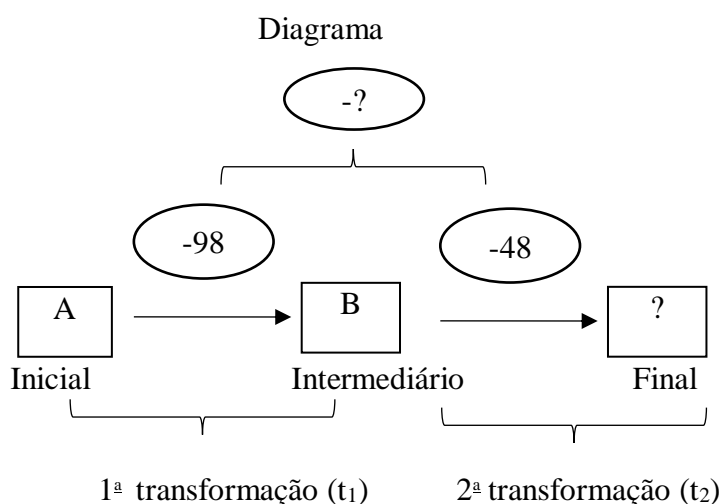 Diagrama
-?
-98
-48
A
B
?
Inicial
Intermediário
Final
1ª transformação (t₁)
2ª transformação (t₂)